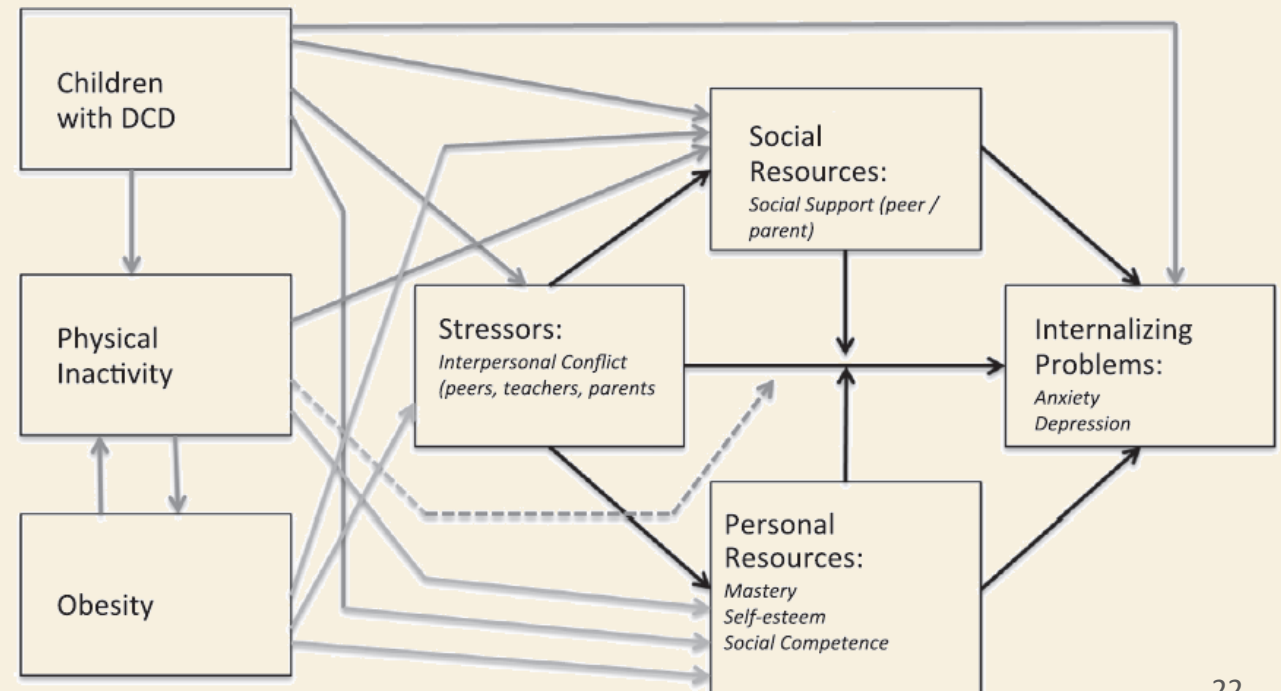 Children
with DCD
Social
Resources:
Social Support (peer /
parent)
Physical
Inactivity
Stressors:
Interpersonal Conflict
(peers, teachers, parents
Internalizing
Problems:
Anxiety
Depression
Obesity
Personal
Resources:
Mastery
Self-esteem
Social Competence
22